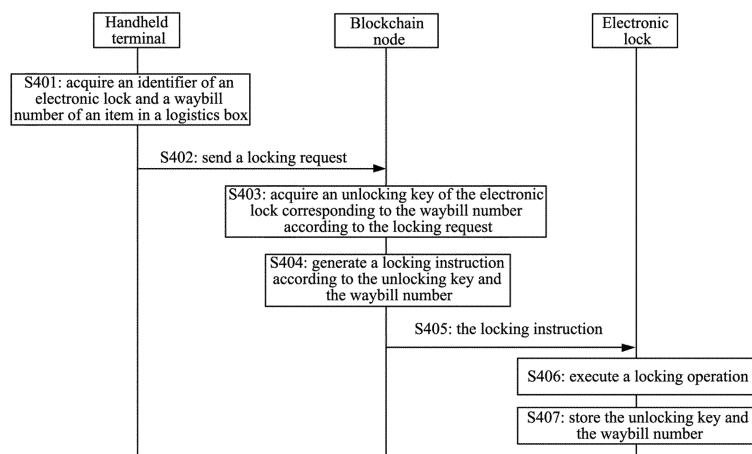 Handheld
terminal
Blockchain
node
Electronic
lock
S401: acquire an identifier of an
electronic lock and a waybill
number of an item in a logistics box
S402: send a locking request
S403: acquire an unlocking key of the electronic
lock corresponding to the waybill number
according to the locking request
S404: generate a locking instruction
according to the unlocking key and
the waybill number
S405: the locking instruction
S406: execute a locking operation
S407: store the unlocking key and
the waybill number